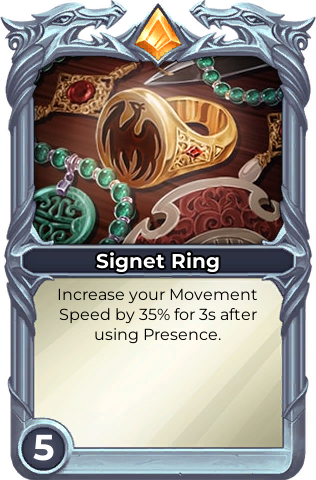 Signet Ring
Increase your Movement
Speed by 35% for 3s after
using Presence.
5